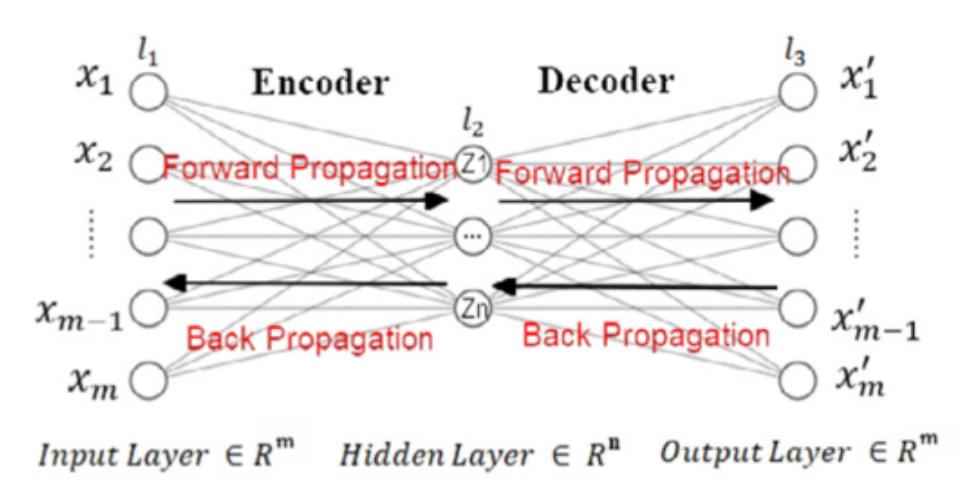 l₁ l₃
x₁ Encoder Decoder x′₁
l₂
x₂ Forward Propagation Z1 Forward Propagation x′₂
...... ... ......
xₘ₋₁ Zn x′ₘ₋₁
Back Propagation Back Propagation
xₘ x′ₘ
Input Layer ∈ Rᵐ Hidden Layer ∈ Rⁿ Output Layer ∈ Rᵐ